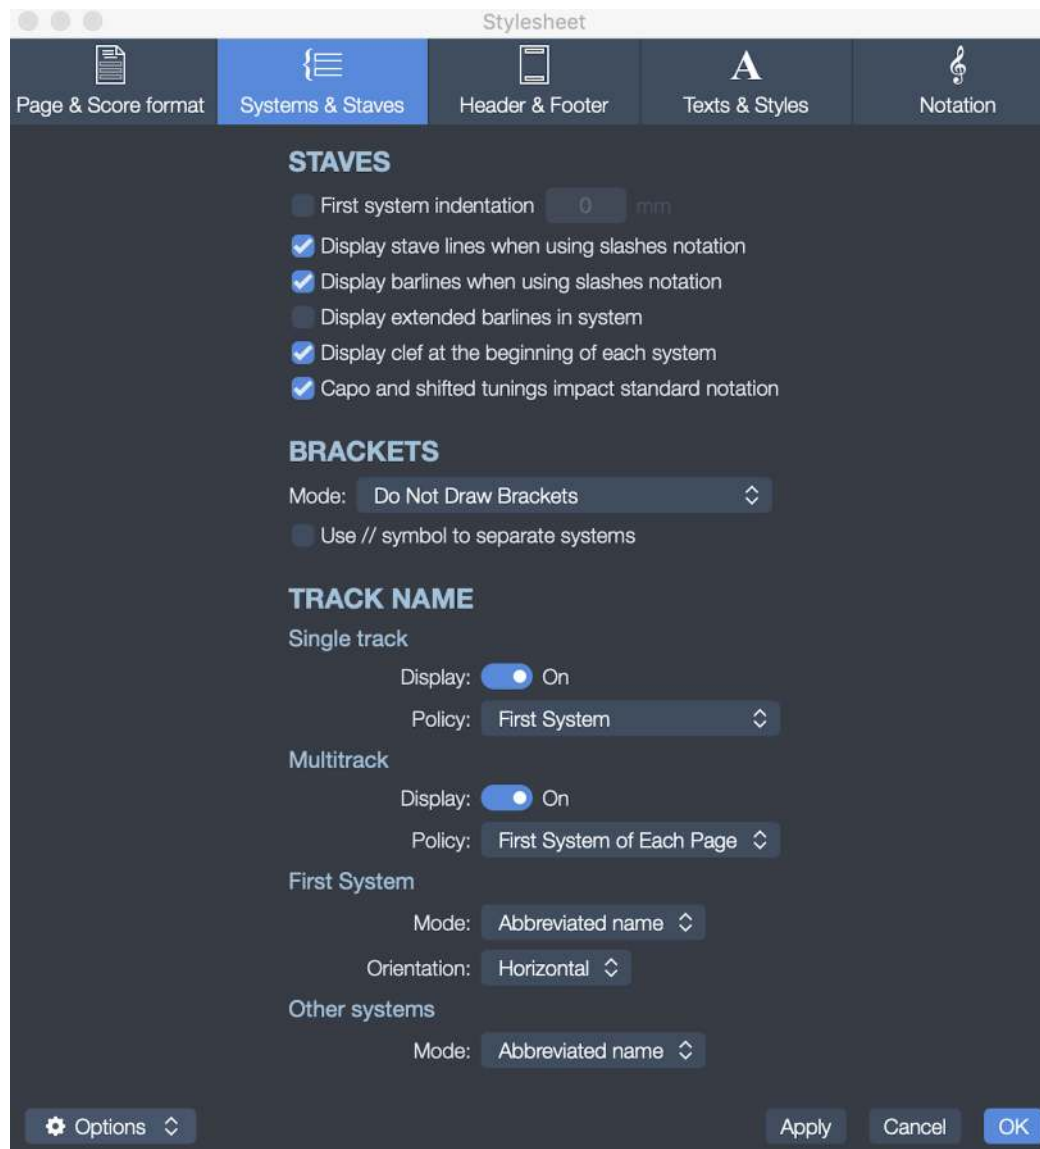 Stylesheet
Page & Score format Systems & Staves Header & Footer Texts & Styles Notation
STAVES
First system indentation 0 mm
Display stave lines when using slashes notation
Display barlines when using slashes notation
Display extended barlines in system
Display clef at the beginning of each system
Capo and shifted tunings impact standard notation
BRACKETS
Mode: Do Not Draw Brackets
Use // symbol to separate systems
TRACK NAME
Single track
Display: On
Policy: First System
Multitrack
Display: On
Policy: First System of Each Page
First System
Mode: Abbreviated name
Orientation: Horizontal
Other systems
Mode: Abbreviated name
Options Apply Cancel OK